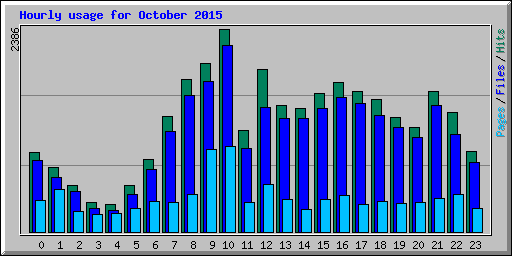 Hourly usage for October 2015
2386
Pages/Files/Hits
0 1 2 3 4 5 6 7 8 9 10 11 12 13 14 15 16 17 18 19 20 21 22 23